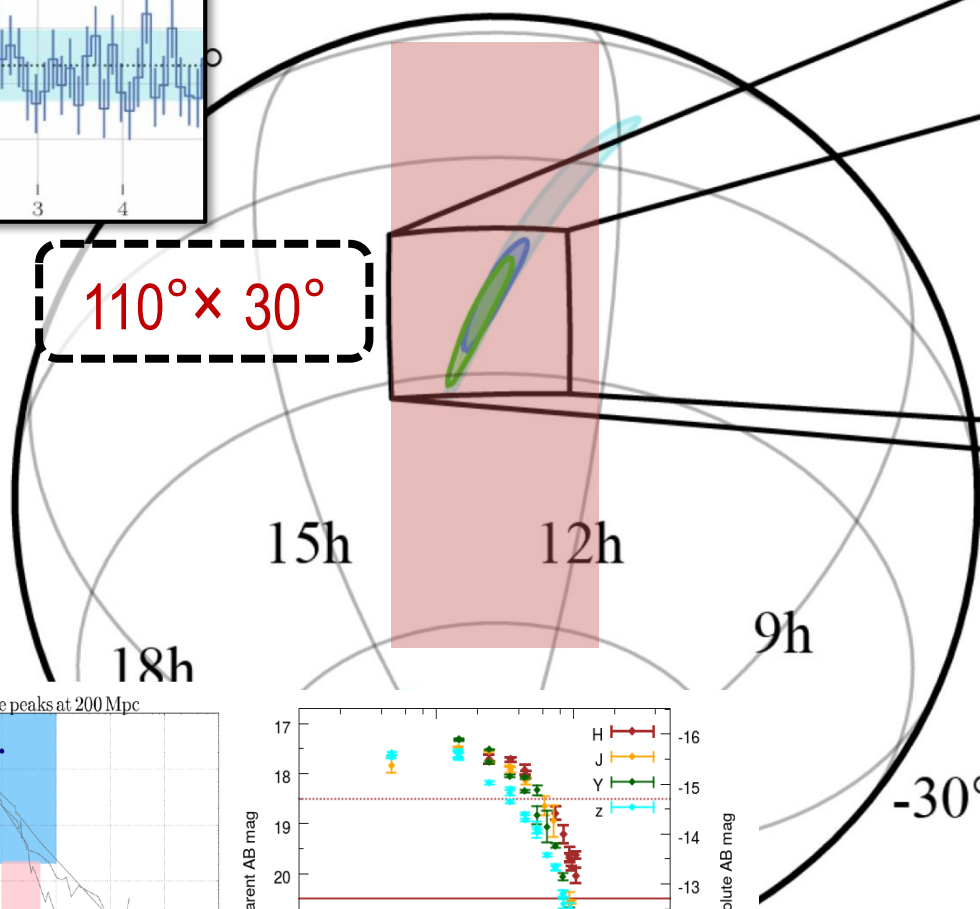 3 4
110°× 30°
15h 12h
9h
18h
-30°
e peaks at 200 Mpc
17
18
19
20
arent AB mag
H
J
Y
z
-16
-15
-14
-13
olute AB mag